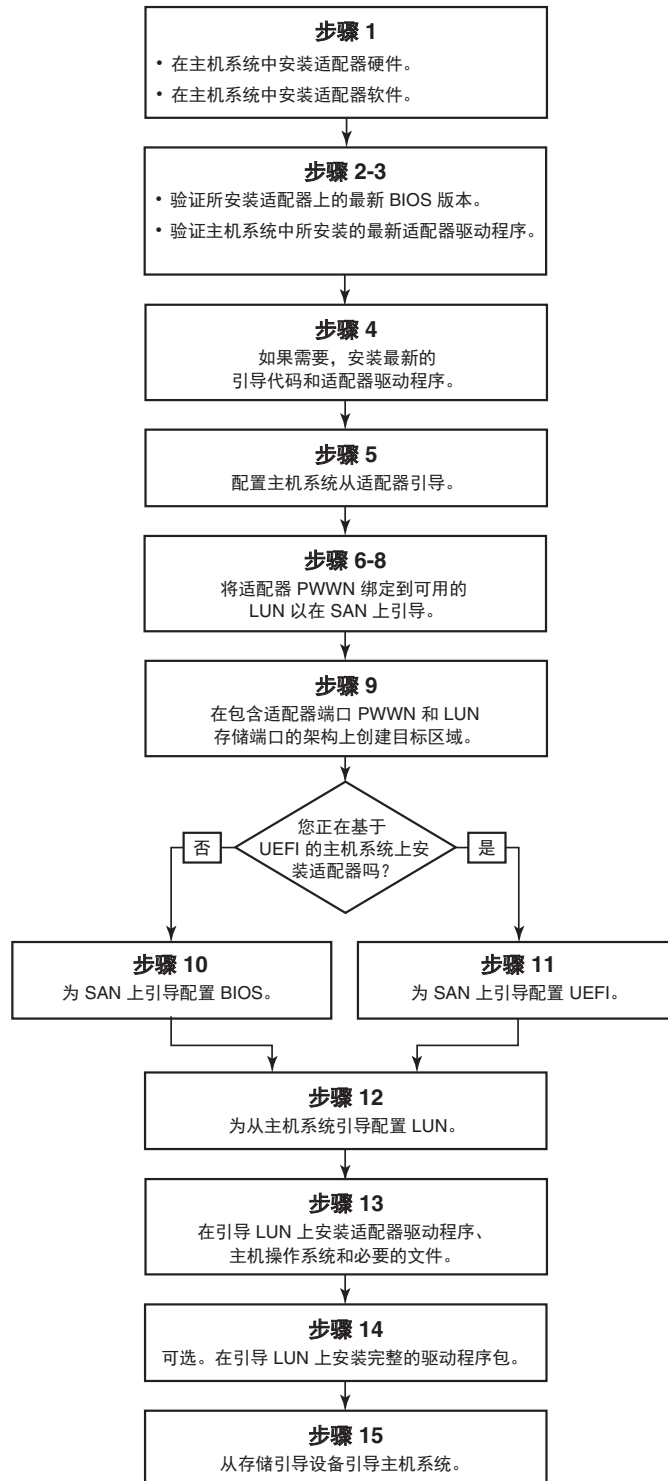 步骤 1
• 在主机系统中安装适配器硬件。
• 在主机系统中安装适配器软件。
步骤 2-3
• 验证所安装适配器上的最新 BIOS 版本。
• 验证主机系统中所安装的最新适配器驱动程序。
步骤 4
如果需要，安装最新的
引导代码和适配器驱动程序。
步骤 5
配置主机系统从适配器引导。
步骤 6-8
将适配器 PWWN 绑定到可用的
LUN 以在 SAN 上引导。
步骤 9
在包含适配器端口 PWWN 和 LUN
存储端口的架构上创建目标区域。
您正在基于
UEFI 的主机系统上安
装适配器吗？
否
是
步骤 10
为 SAN 上引导配置 BIOS。
步骤 11
为 SAN 上引导配置 UEFI。
步骤 12
为从主机系统引导配置 LUN。
步骤 13
在引导 LUN 上安装适配器驱动程序、
主机操作系统和必要的文件。
步骤 14
可选。在引导 LUN 上安装完整的驱动程序包。
步骤 15
从存储引导设备引导主机系统。